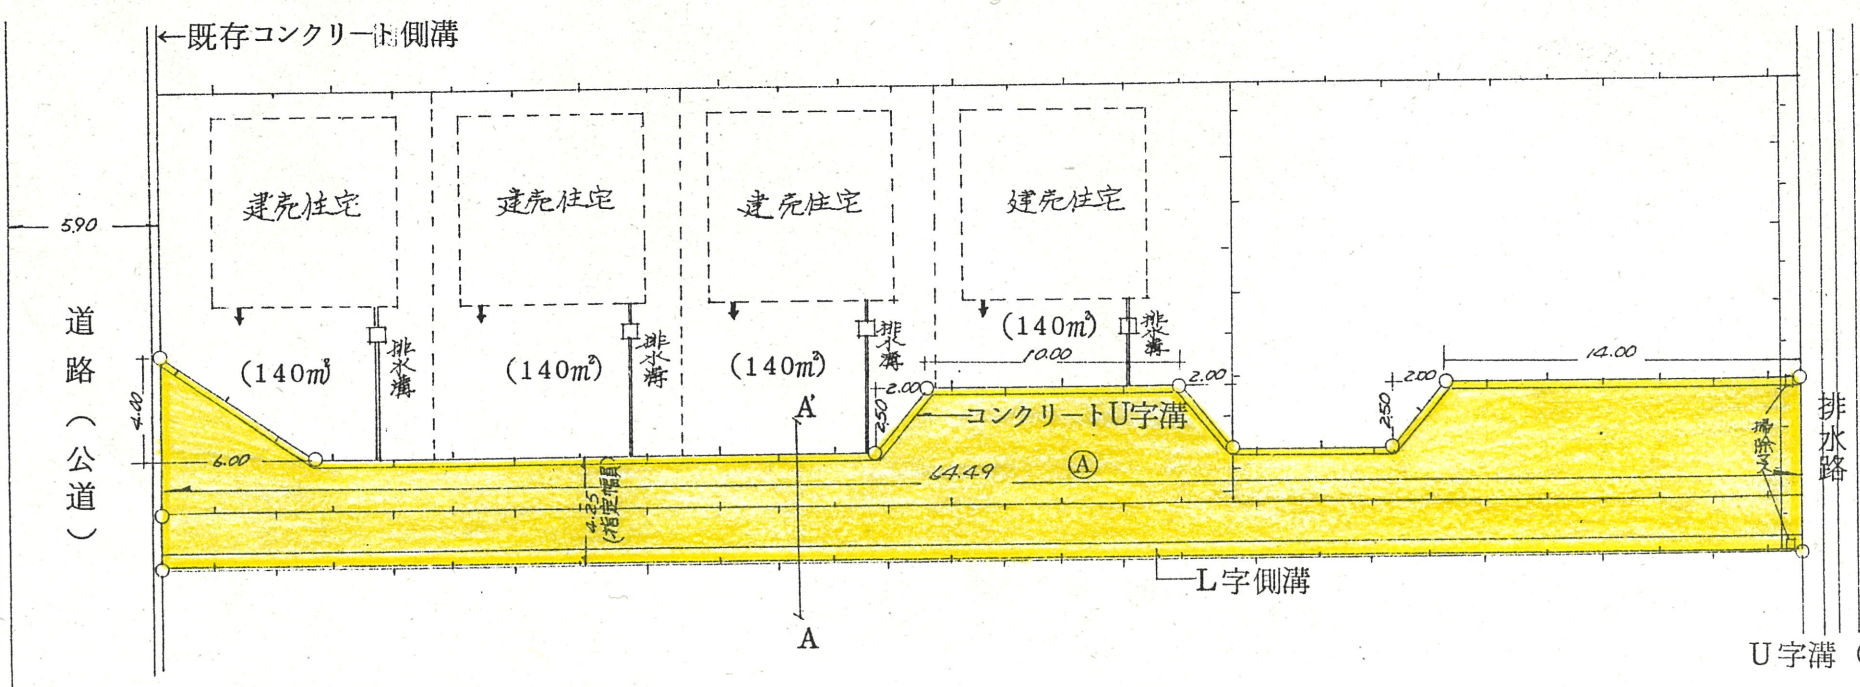 ←既存コンクリート側溝
建売住宅
建売住宅
建売住宅
建売住宅
5.90
道路(公道)
(140㎡)
(140㎡)
(140㎡)
(140㎡)
排水溝
排水溝
排水溝
排水溝
10.00
14.00
2.00
2.00
2.00
2.50
2.50
4.00
6.00
A'
コンクリートU字溝
64.49
Ⓐ
4.25
(指定幅員)
排水路
L字側溝
A
U字溝(